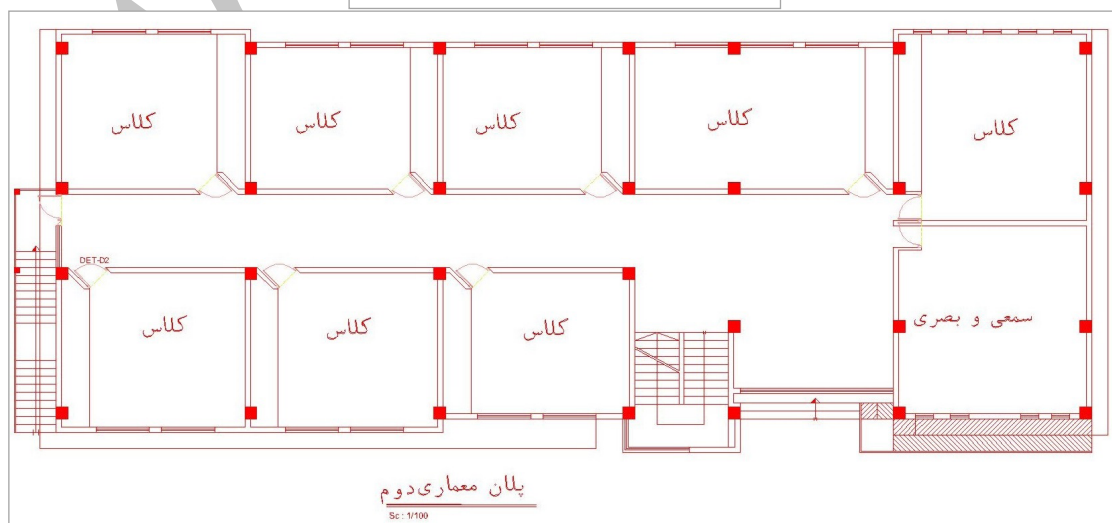 کلاس
کلاس
کلاس
کلاس
کلاس
DET-D2
کلاس
کلاس
کلاس
سمعی و بصری
پلان معماری دوم
Sc : 1/100